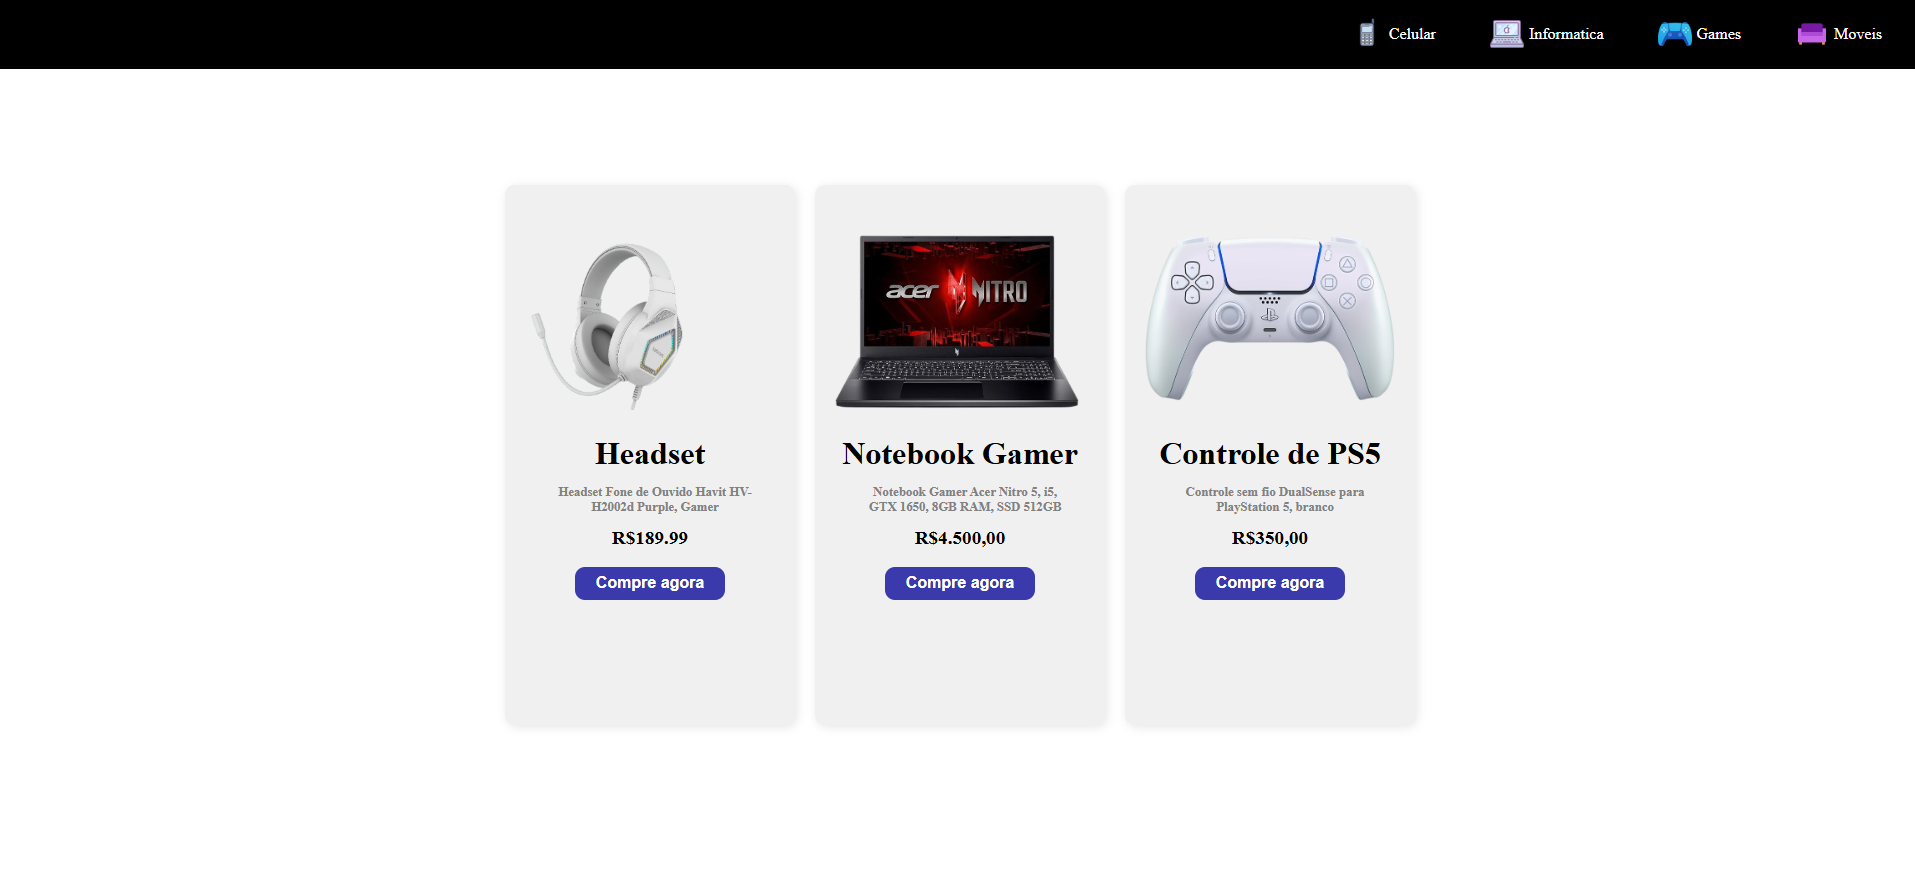 Celular
Informatica
Games
Moveis
acer NITRO
Headset
Headset Fone de Ouvido Havit HV-
H2002d Purple, Gamer
R$189.99
Compre agora
Notebook Gamer
Notebook Gamer Acer Nitro 5, i5,
GTX 1650, 8GB RAM, SSD 512GB
R$4.500,00
Compre agora
Controle de PS5
Controle sem fio DualSense para
PlayStation 5, branco
R$350,00
Compre agora